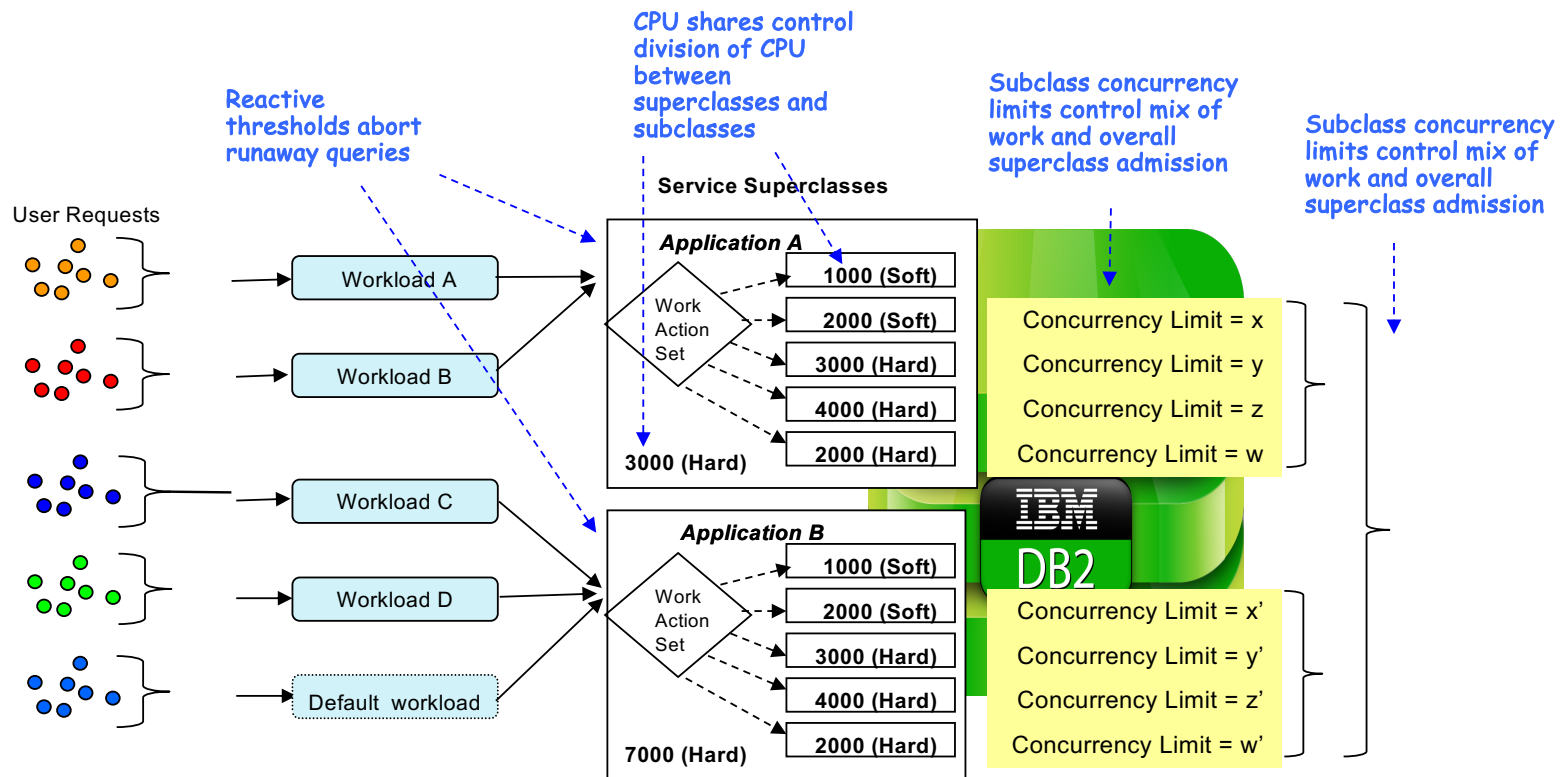 CPU shares control
division of CPU
between
superclasses and
subclasses
Reactive
thresholds abort
runaway queries
Subclass concurrency
limits control mix of
work and overall
superclass admission
Subclass concurrency
limits control mix of
work and overall
superclass admission
Service Superclasses
User Requests
Workload A
Workload B
Workload C
Workload D
Default workload
Application A
Work
Action
Set
1000 (Soft)
2000 (Soft)
3000 (Hard)
4000 (Hard)
2000 (Hard)
3000 (Hard)
Concurrency Limit = x
Concurrency Limit = y
Concurrency Limit = z
Concurrency Limit = w
IBM
DB2
Application B
Work
Action
Set
1000 (Soft)
2000 (Soft)
3000 (Hard)
4000 (Hard)
2000 (Hard)
7000 (Hard)
Concurrency Limit = x’
Concurrency Limit = y’
Concurrency Limit = z’
Concurrency Limit = w’